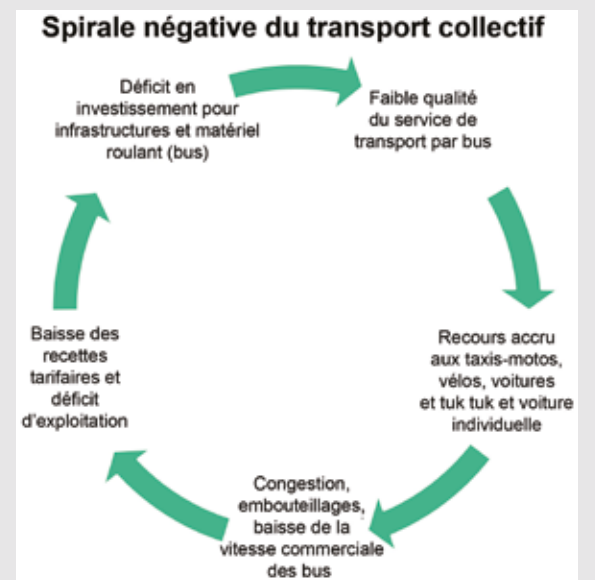 Spirale négative du transport collectif
Déficit en
investissement pour
infrastructures et matériel
roulant (bus)
Faible qualité
du service de
transport par bus
Recours accru
aux taxis-motos,
vélos, voitures
et tuk tuk et voiture
individuelle
Congestion,
embouteillages,
baisse de la
vitesse commerciale
des bus
Baisse des
recettes
tarifaires et
déficit
d'exploitation